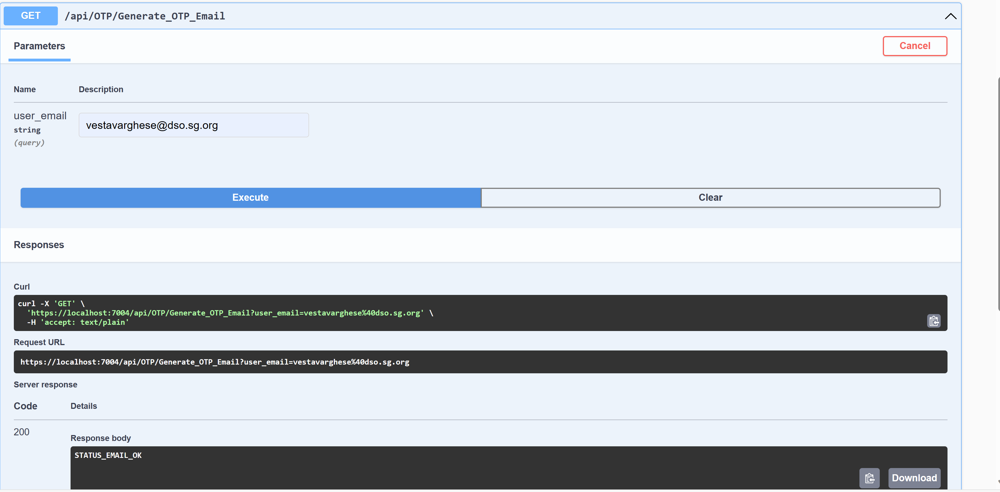 GET /api/OTP/Generate_OTP_Email
Parameters
Cancel
Name Description
user_email
string
(query)
vestavarghese@dso.sg.org
Execute
Clear
Responses
Curl
curl -X 'GET' \
'https://localhost:7004/api/OTP/Generate_OTP_Email?user_email=vestavarghese%40dso.sg.org' \
-H 'accept: text/plain'
Request URL
https://localhost:7004/api/OTP/Generate_OTP_Email?user_email=vestavarghese%40dso.sg.org
Server response
Code Details
200
Response body
STATUS_EMAIL_OK
Download